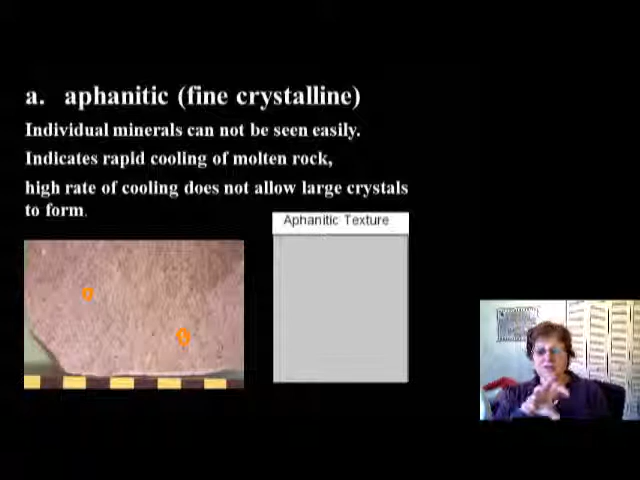 a. aphanitic (fine crystalline)
Individual minerals can not be seen easily.
Indicates rapid cooling of molten rock,
high rate of cooling does not allow large crystals
to form.
Aphanitic Texture